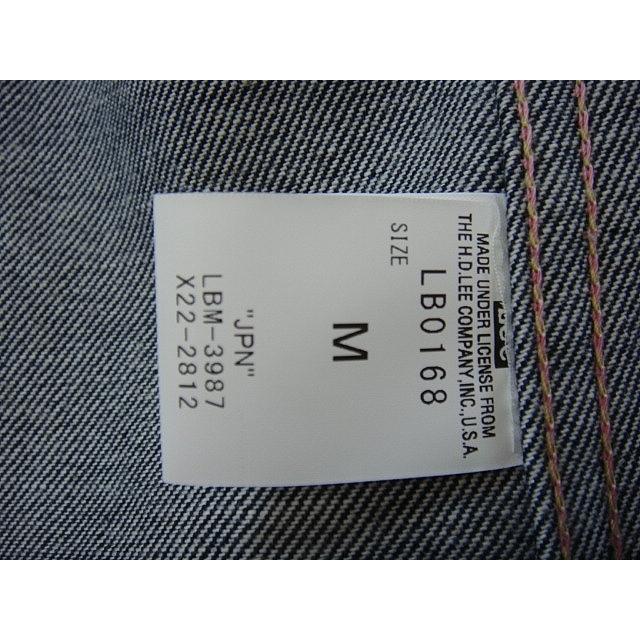 MADE UNDER LICENSE FROM
THE H.D.LEE COMPANY,INC.,U.S.A.
LB0168
SIZE
M
"JPN"
LBM-3987
X22-2812